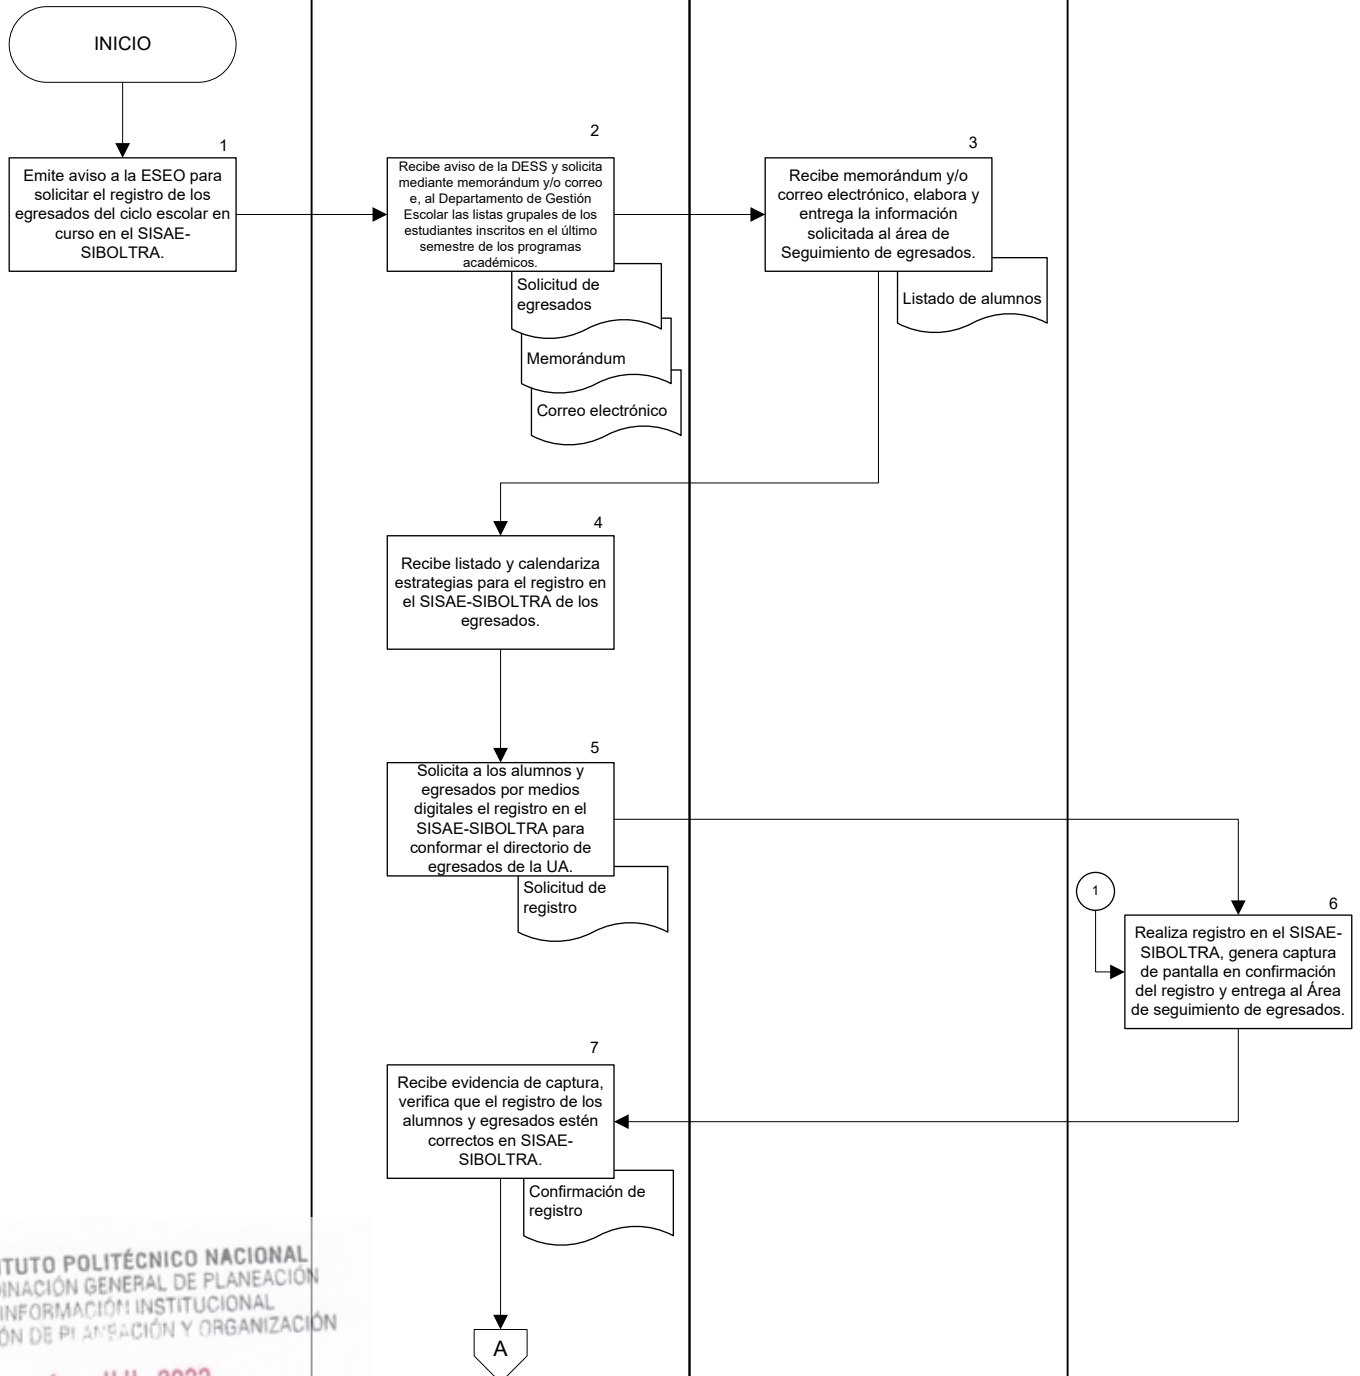 INICIO
1
Emite aviso a la ESEO para
solicitar el registro de los
egresados del ciclo escolar en
curso en el SISAE-
SIBOLTRA.
2
Recibe aviso de la DESS y solicita
mediante memorándum y/o correo
e, al Departamento de Gestión
Escolar las listas grupales de los
estudiantes inscritos en el último
semestre de los programas
académicos.
Solicitud de
egresados
Memorándum
Correo electrónico
3
Recibe memorándum y/o
correo electrónico, elabora y
entrega la información
solicitada al área de
Seguimiento de egresados.
Listado de alumnos
4
Recibe listado y calendariza
estrategias para el registro en
el SISAE-SIBOLTRA de los
egresados.
5
Solicita a los alumnos y
egresados por medios
digitales el registro en el
SISAE-SIBOLTRA para
conformar el directorio de
egresados de la UA.
Solicitud de
registro
1
6
Realiza registro en el SISAE-
SIBOLTRA, genera captura
de pantalla en confirmación
del registro y entrega al Área
de seguimiento de egresados.
7
Recibe evidencia de captura,
verifica que el registro de los
alumnos y egresados estén
correctos en SISAE-
SIBOLTRA.
Confirmación de
registro
A
POLITÉCNICO NACIONAL
GENERAL DE PLANEACIÓN
INFORMACIÓN INSTITUCIONAL
DE PLANEACIÓN Y ORGANIZACIÓN